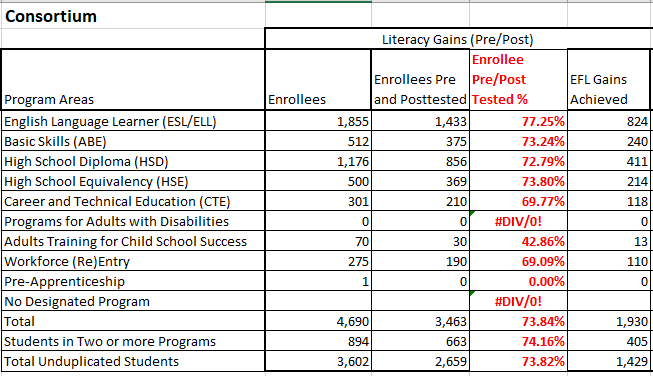 Consortium
Literacy Gains (Pre/Post)
Program Areas Enrollees Enrollees Pre and Posttested Enrollee Pre/Post Tested % EFL Gains Achieved
English Language Learner (ESL/ELL) 1,855 1,433 77.25% 824
Basic Skills (ABE) 512 375 73.24% 240
High School Diploma (HSD) 1,176 856 72.79% 411
High School Equivalency (HSE) 500 369 73.80% 214
Career and Technical Education (CTE) 301 210 69.77% 118
Programs for Adults with Disabilities 0 0 #DIV/0! 0
Adults Training for Child School Success 70 30 42.86% 13
Workforce (Re)Entry 275 190 69.09% 110
Pre-Apprenticeship 1 0 0.00% 0
No Designated Program #DIV/0!
Total 4,690 3,463 73.84% 1,930
Students in Two or more Programs 894 663 74.16% 405
Total Unduplicated Students 3,602 2,659 73.82% 1,429